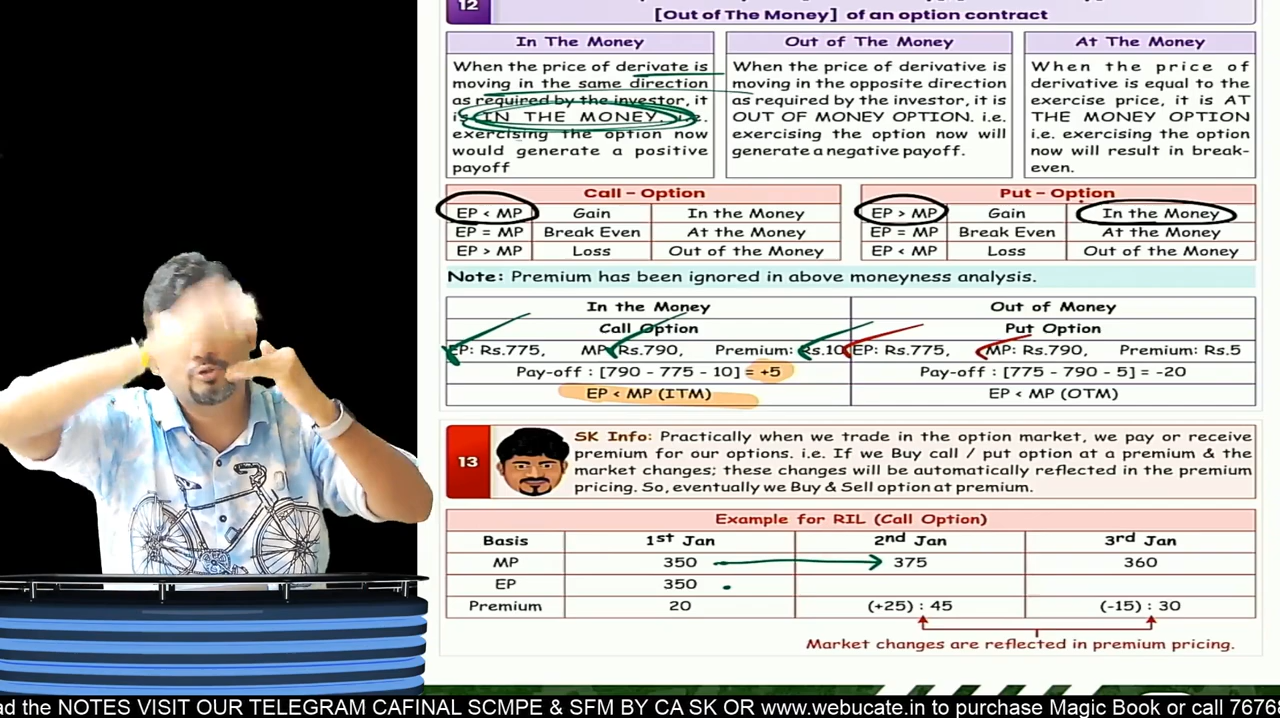 12
[Out of The Money] of an option contract
In The Money
When the price of derivate is
moving in the same direction
as required by the investor, it
is IN THE MONEY. i.e.
exercising the option now
would generate a positive
payoff
Out of The Money
When the price of derivative is
moving in the opposite direction
as required by the investor, it is
OUT OF MONEY OPTION. i.e.
exercising the option now will
generate a negative payoff.
At The Money
When the price of
derivative is equal to the
exercise price, it is AT
THE MONEY OPTION
i.e. exercising the option
now will result in break-
even.
Call - Option
EP < MP Gain In the Money
EP = MP Break Even At the Money
EP > MP Loss Out of the Money
Put - Option
EP > MP Gain In the Money
EP = MP Break Even At the Money
EP < MP Loss Out of the Money
Note: Premium has been ignored in above moneyness analysis.
In the Money
Call Option
EP: Rs.775, MP: Rs.790, Premium: Rs.10
Pay-off : [790 - 775 - 10] = +5
EP < MP (ITM)
Out of Money
Put Option
EP: Rs.775, MP: Rs.790, Premium: Rs.5
Pay-off : [775 - 790 - 5] = -20
EP < MP (OTM)
13
SK Info: Practically when we trade in the option market, we pay or receive
premium for our options. i.e. If we Buy call / put option at a premium & the
market changes; these changes will be automatically reflected in the premium
pricing. So, eventually we Buy & Sell option at premium.
Example for RIL (Call Option)
Basis 1st Jan 2nd Jan 3rd Jan
MP 350 375 360
EP 350
Premium 20 (+25) : 45 (-15) : 30
Market changes are reflected in premium pricing.
ad the NOTES VISIT OUR TELEGRAM CAFINAL SCMPE & SFM BY CA SK OR www.webucate.in to purchase Magic Book or call 7676